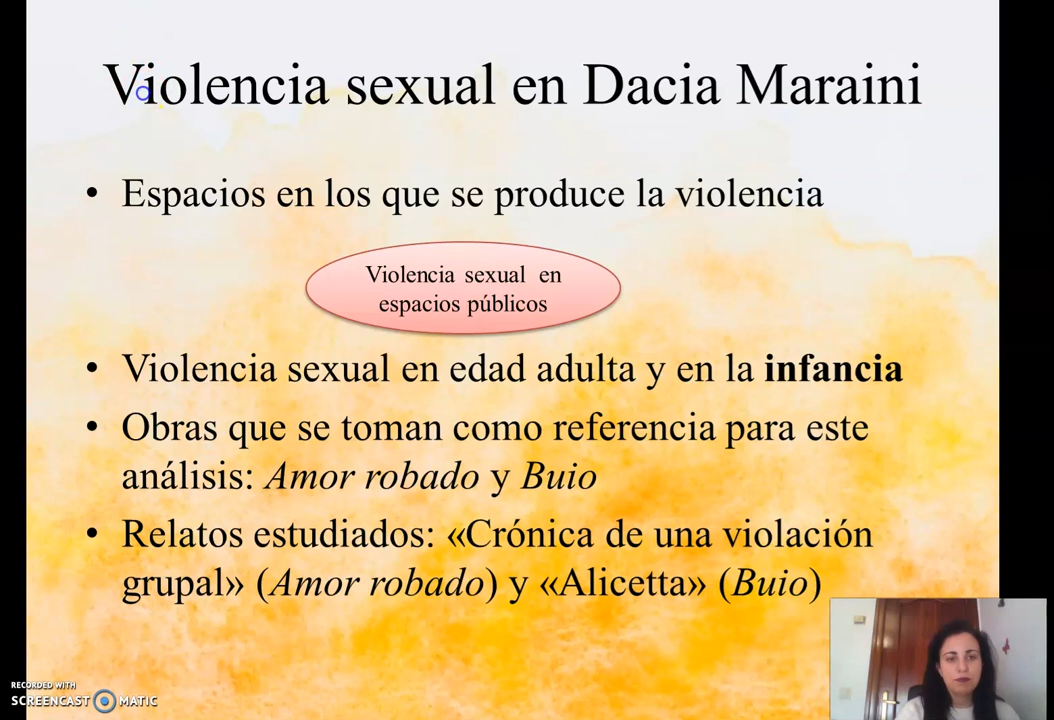 Violencia sexual en Dacia Maraini
• Espacios en los que se produce la violencia
Violencia sexual en
espacios públicos
• Violencia sexual en edad adulta y en la infancia
• Obras que se toman como referencia para este
análisis: Amor robado y Buio
• Relatos estudiados: «Crónica de una violación
grupal» (Amor robado) y «Alicetta» (Buio)
RECORDED WITH
SCREENCAST MATIC